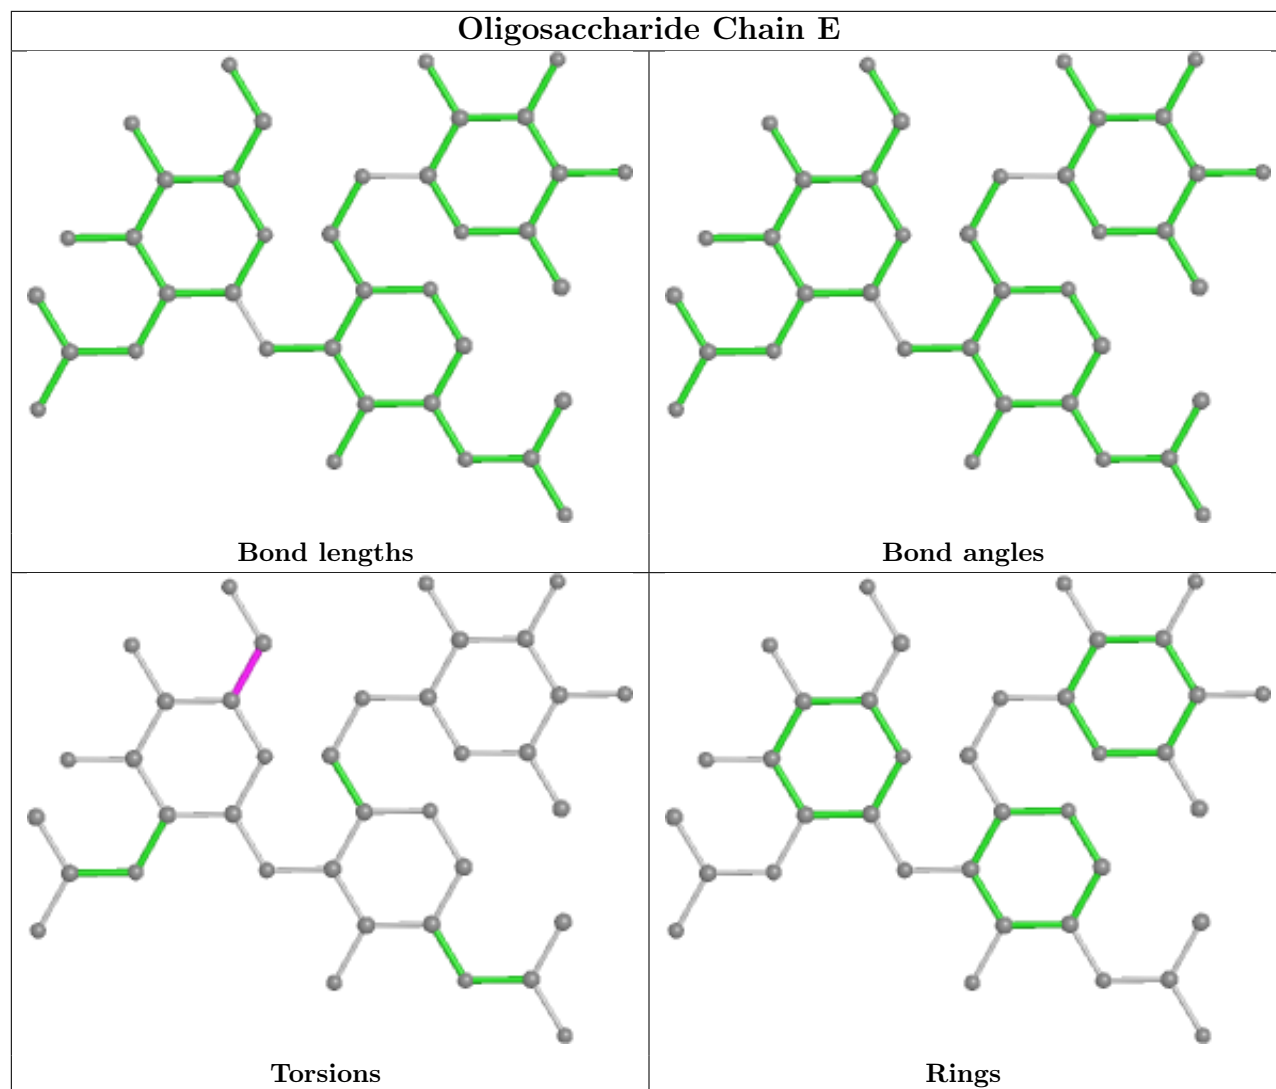 Oligosaccharide Chain E
Bond lengths
Bond angles
Torsions
Rings